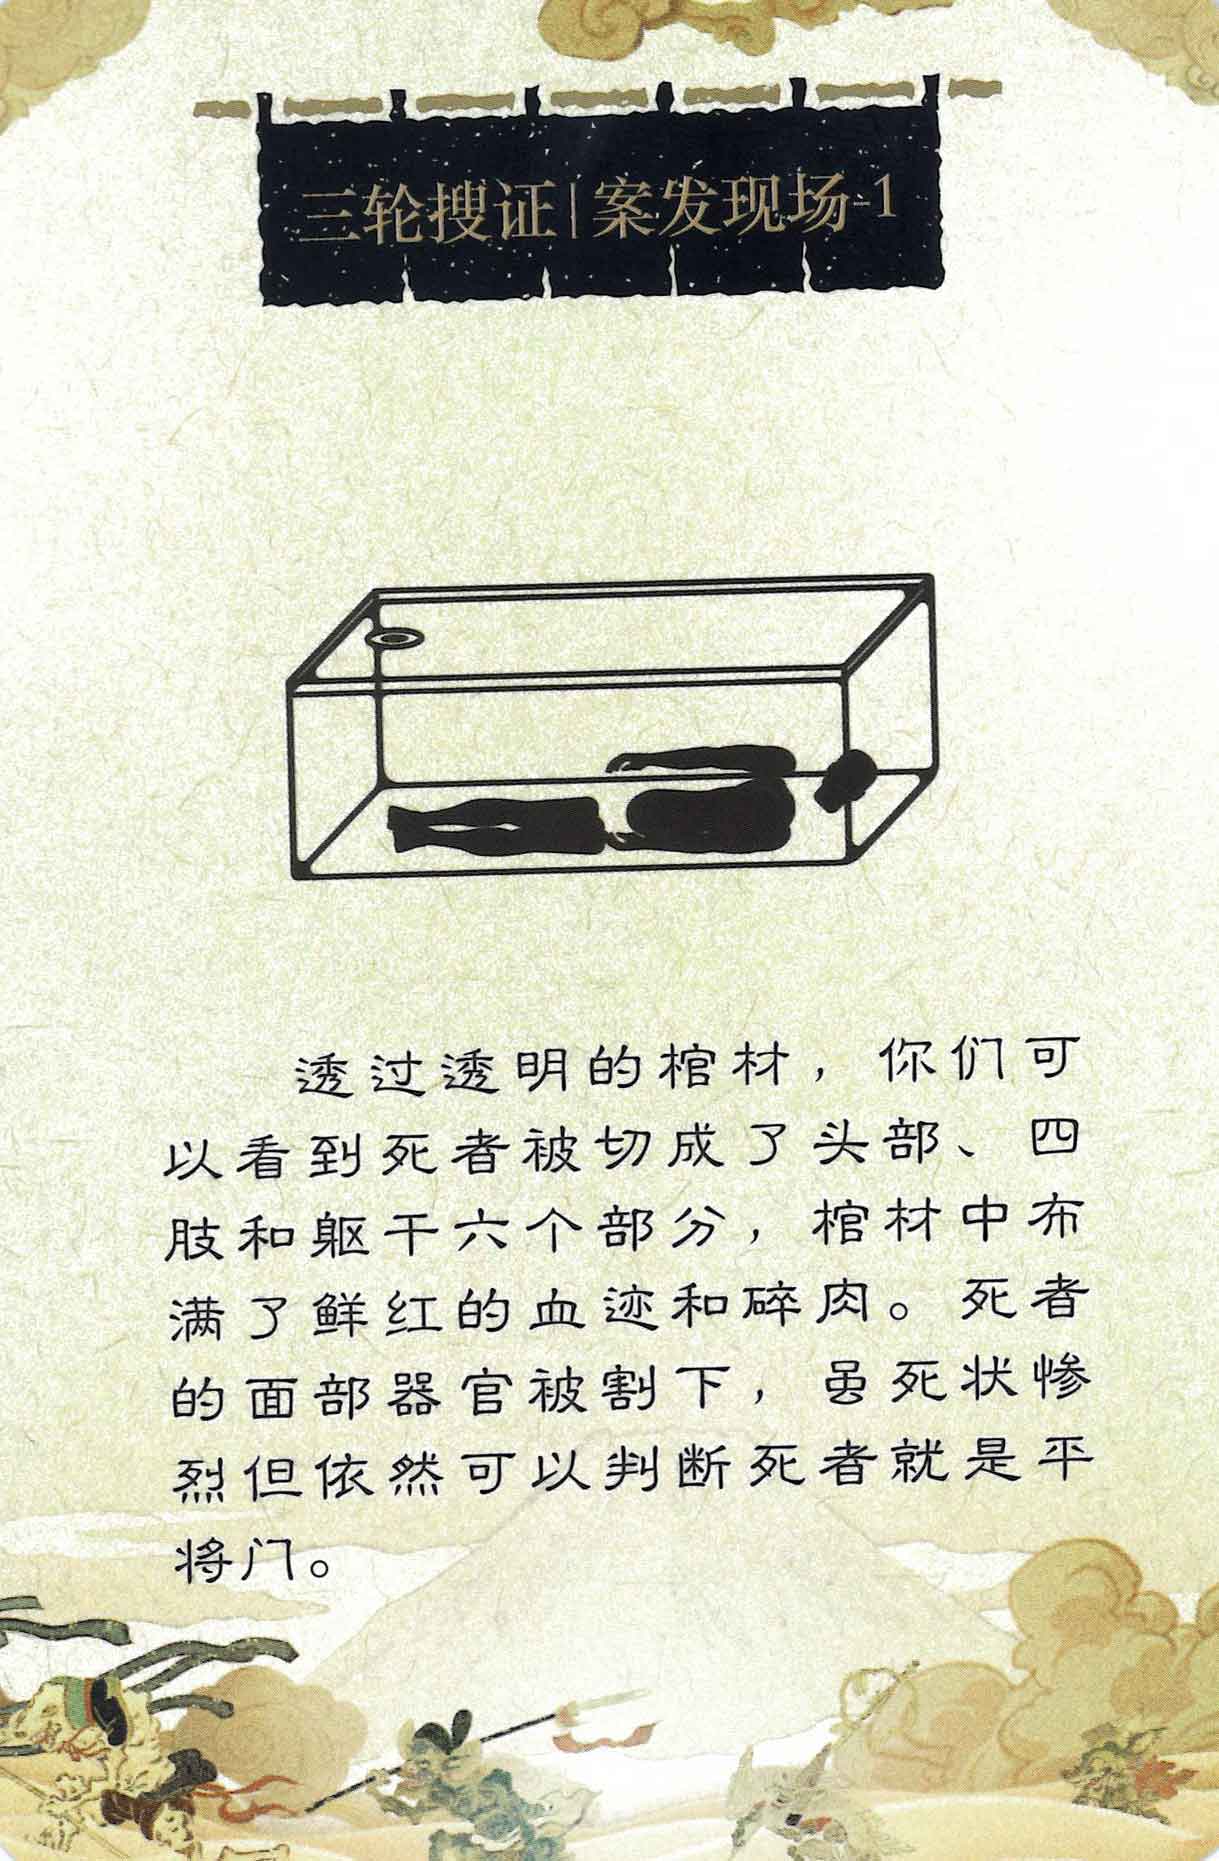 三轮搜证|案发现场-1
透过透明的棺材，你们可
以看到死者被切成了头部、四
肢和躯干六个部分，棺材中布
满了鲜红的血迹和碎肉。死者
的面部器官被割下，虽死状惨
烈但依然可以判断死者就是平
将门。